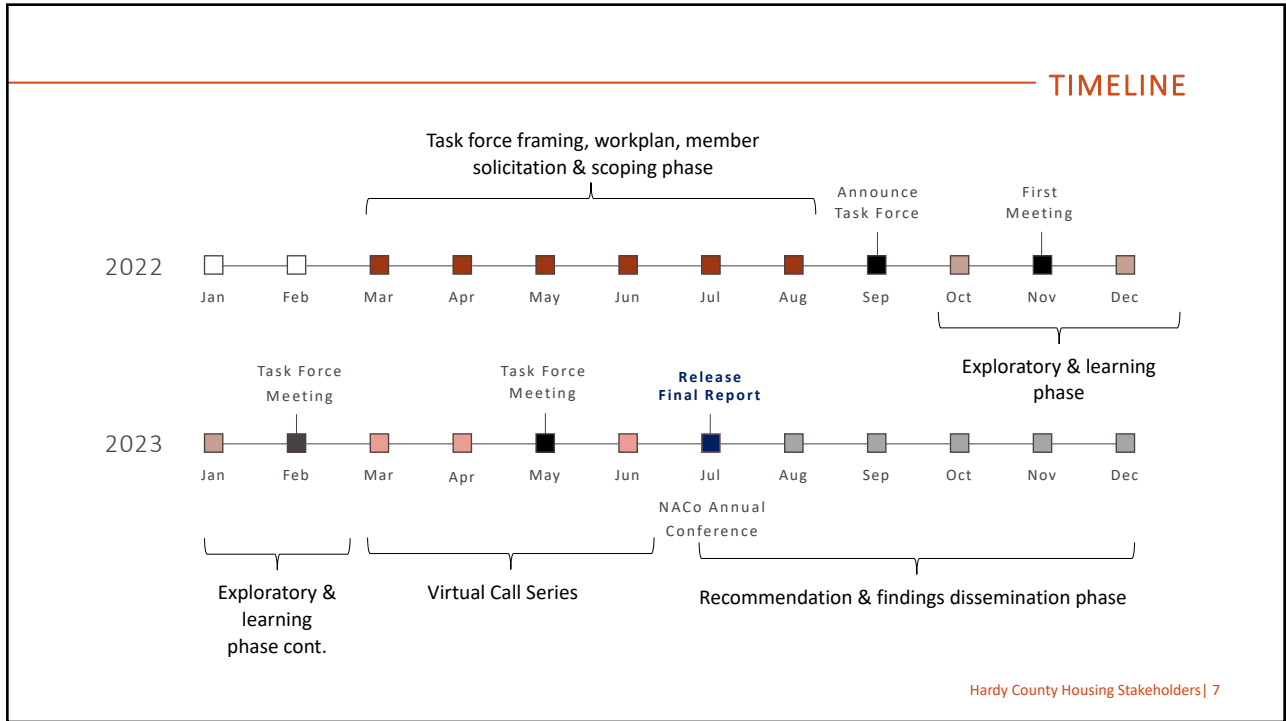 TIMELINE
Task force framing, workplan, member
solicitation & scoping phase
Announce
Task Force
First
Meeting
2022
Jan
Feb
Mar
Apr
May
Jun
Jul
Aug
Sep
Oct
Nov
Dec
Exploratory & learning
phase
Task Force
Meeting
Task Force
Meeting
Release
Final Report
2023
Jan
Feb
Mar
Apr
May
Jun
Jul
Aug
Sep
Oct
Nov
Dec
NACo Annual
Conference
Exploratory &
learning
phase cont.
Virtual Call Series
Recommendation & findings dissemination phase
Hardy County Housing Stakeholders| 7